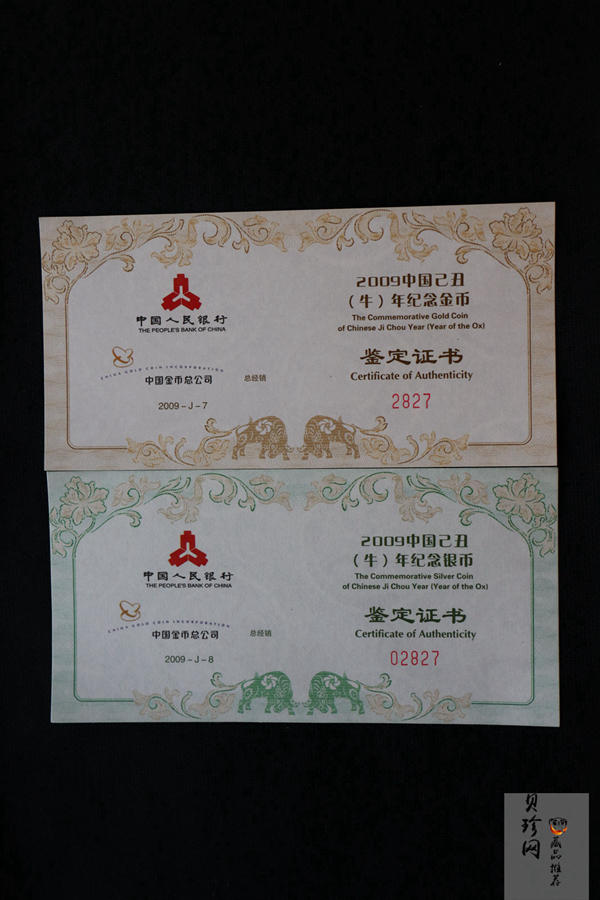 中国人民银行
THE PEOPLE'S BANK OF CHINA
CHINA GOLD COIN INCORPORATION
中国金币总公司
总经销
2009-J-7
2009中国己丑
（牛）年纪念金币
The Commemorative Gold Coin
of Chinese Ji Chou Year (Year of the Ox)
鉴定证书
Certificate of Authenticity
2827
中国人民银行
THE PEOPLE'S BANK OF CHINA
CHINA GOLD COIN INCORPORATION
中国金币总公司
总经销
2009-J-8
2009中国己丑
（牛）年纪念银币
The Commemorative Silver Coin
of Chinese Ji Chou Year (Year of the Ox)
鉴定证书
Certificate of Authenticity
02827
贝珍网
藏品
推荐